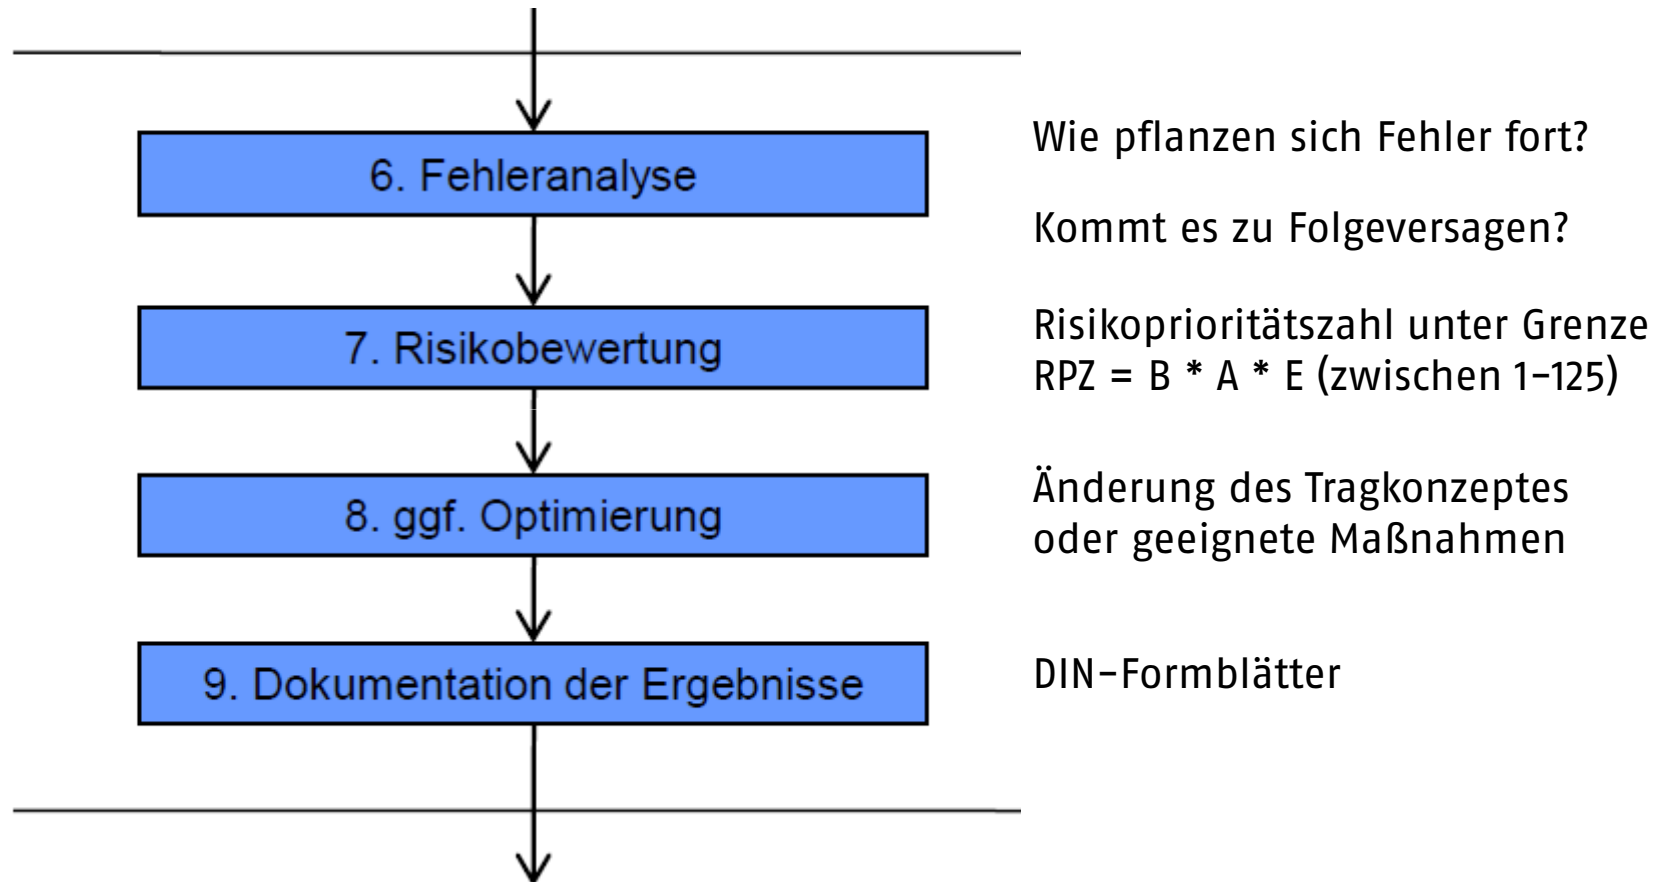 6. Fehleranalyse
Wie pflanzen sich Fehler fort?
Kommt es zu Folgeversagen?
7. Risikobewertung
Risikoprioritätszahl unter Grenze
RPZ = B * A * E (zwischen 1-125)
8. ggf. Optimierung
Änderung des Tragkonzeptes
oder geeignete Maßnahmen
9. Dokumentation der Ergebnisse
DIN-Formblätter